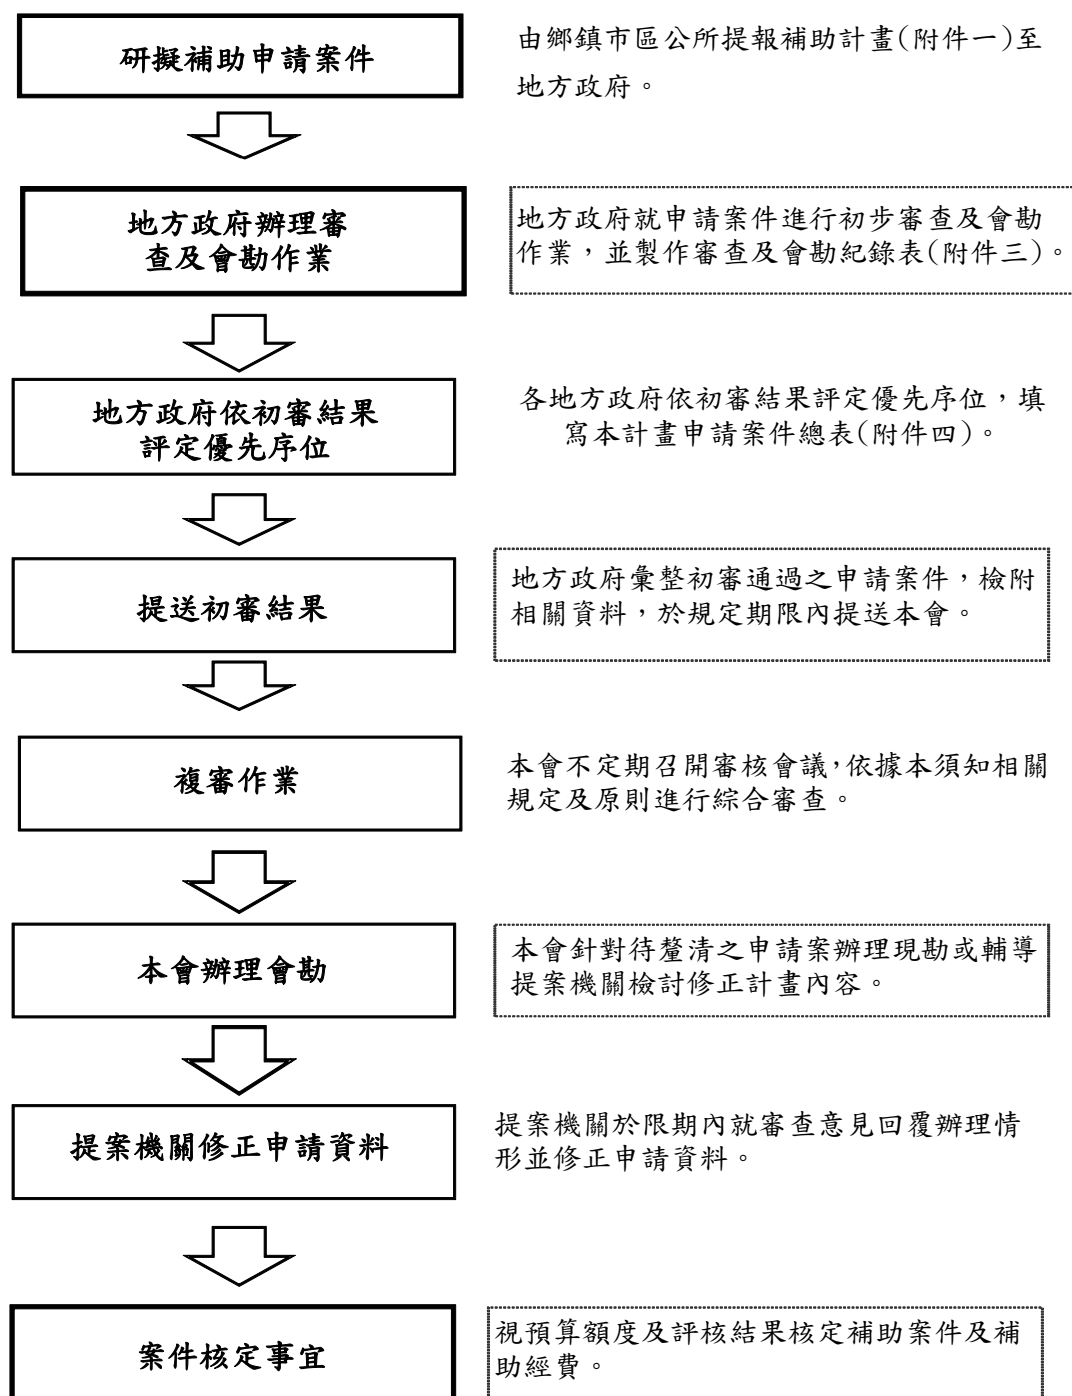 研擬補助申請案件
由鄉鎮市區公所提報補助計畫(附件一)至
地方政府。
地方政府辦理審
查及會勘作業
地方政府就申請案件進行初步審查及會勘
作業，並製作審查及會勘紀錄表(附件三)。
地方政府依初審結果
評定優先序位
各地方政府依初審結果評定優先序位，填
寫本計畫申請案件總表(附件四)。
提送初審結果
地方政府彙整初審通過之申請案件，檢附
相關資料，於規定期限內提送本會。
複審作業
本會不定期召開審核會議，依據本須知相關
規定及原則進行綜合審查。
本會辦理會勘
本會針對待釐清之申請案辦理現勘或輔導
提案機關檢討修正計畫內容。
提案機關修正申請資料
提案機關於限期內就審查意見回覆辦理情
形並修正申請資料。
案件核定事宜
視預算額度及評核結果核定補助案件及補
助經費。